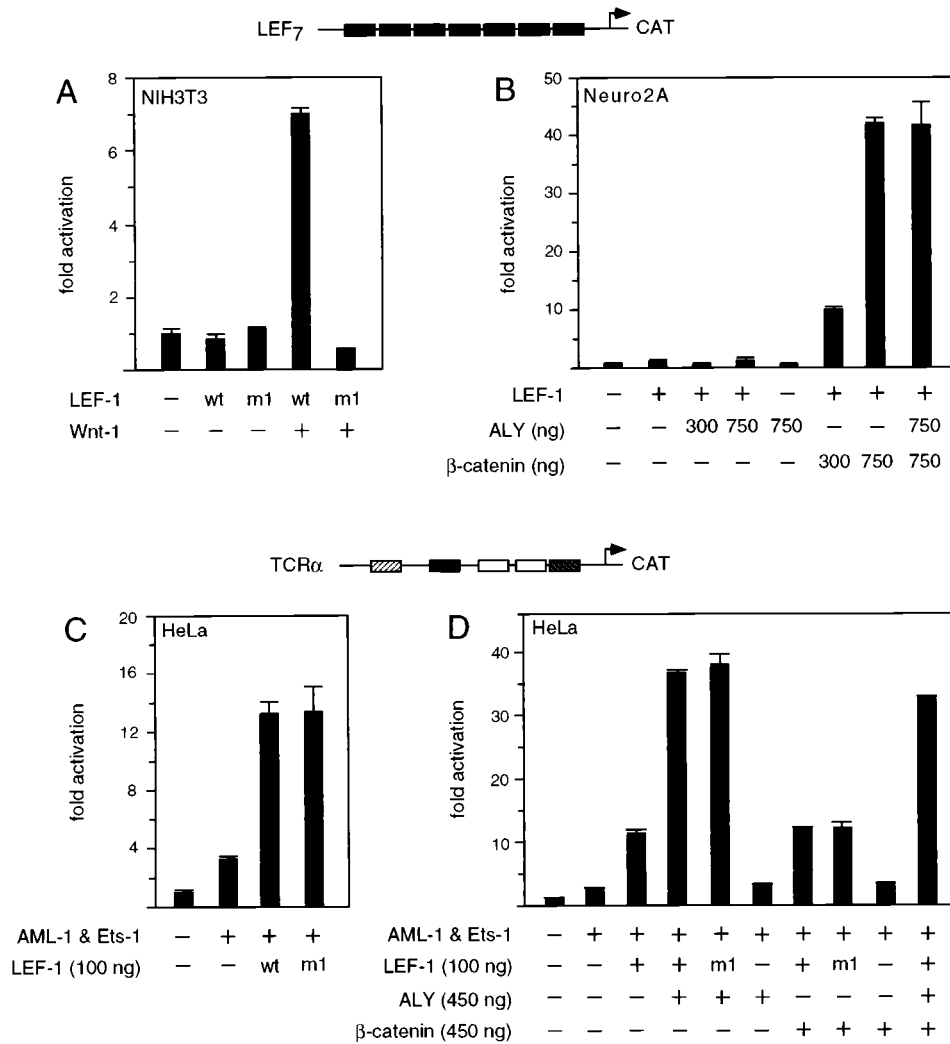 LEF7 CAT
A NIH3T3
8
6
4
2
fold activation
LEF-1 – wt m1 wt m1
Wnt-1 – – – + +
B Neuro2A
50
40
30
20
10
fold activation
LEF-1 – + + + – + + +
ALY (ng) – – 300 750 750 – – 750
β-catenin (ng) – – – – – 300 750 750
TCRα CAT
C HeLa
20
16
12
8
4
fold activation
AML-1 & Ets-1 – + + +
LEF-1 (100 ng) – – wt m1
D HeLa
40
30
20
10
fold activation
AML-1 & Ets-1 – + + + + + + + + +
LEF-1 (100 ng) – – + + m1 – + m1 – +
ALY (450 ng) – – – + + + – – – +
β-catenin (450 ng) – – – – – – + + + +